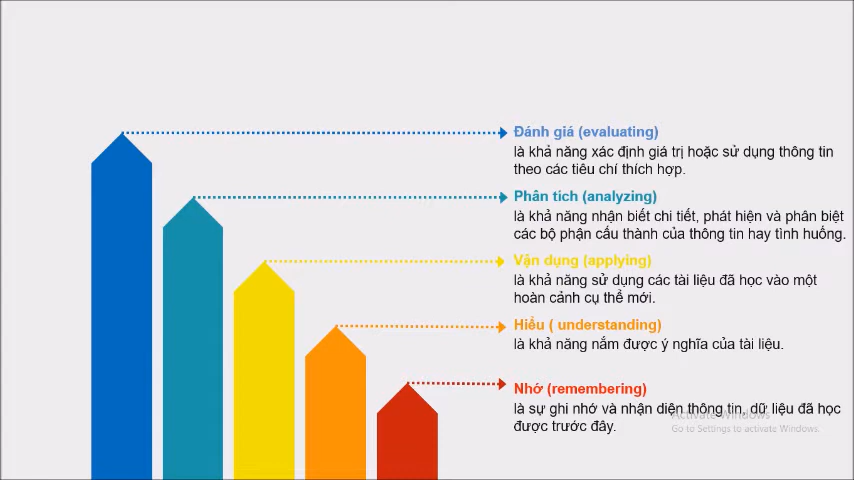 Đánh giá (evaluating)
là khả năng xác định giá trị hoặc sử dụng thông tin
theo các tiêu chí thích hợp.
Phân tích (analyzing)
là khả năng nhận biết chi tiết, phát hiện và phân biệt
các bộ phận cấu thành của thông tin hay tình huống.
Vận dụng (applying)
là khả năng sử dụng các tài liệu đã học vào một
hoàn cảnh cụ thể mới.
Hiểu ( understanding)
là khả năng nắm được ý nghĩa của tài liệu.
Nhớ (remembering)
là sự ghi nhớ và nhận diện thông tin, dữ liệu đã học
được trước đây.
Activate Windows
Go to Settings to activate Windows.